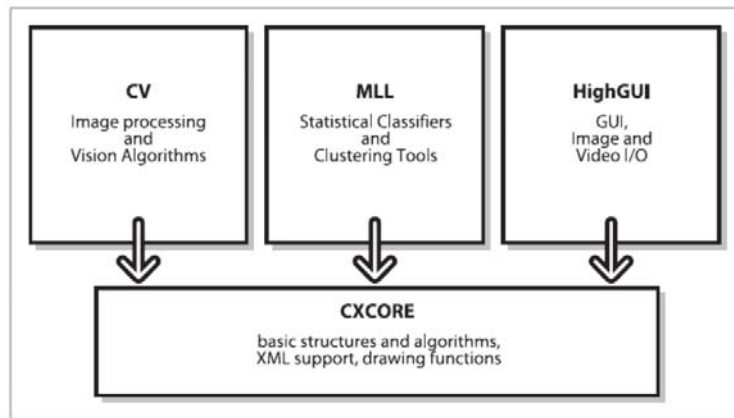 CV
Image processing
and
Vision Algorithms
MLL
Statistical Classifiers
and
Clustering Tools
HighGUI
GUI,
Image and
Video I/O
CXCORE
basic structures and algorithms,
XML support, drawing functions